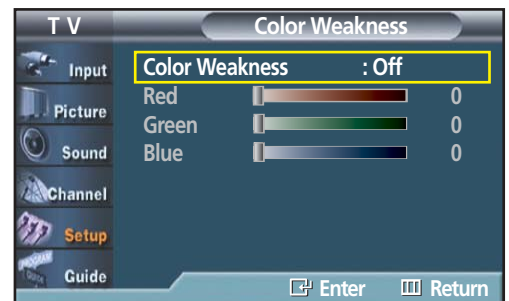 T V
Color Weakness
Input
Picture
Sound
Channel
Setup
Guide
Color Weakness : Off
Red 0
Green 0
Blue 0
Enter Return